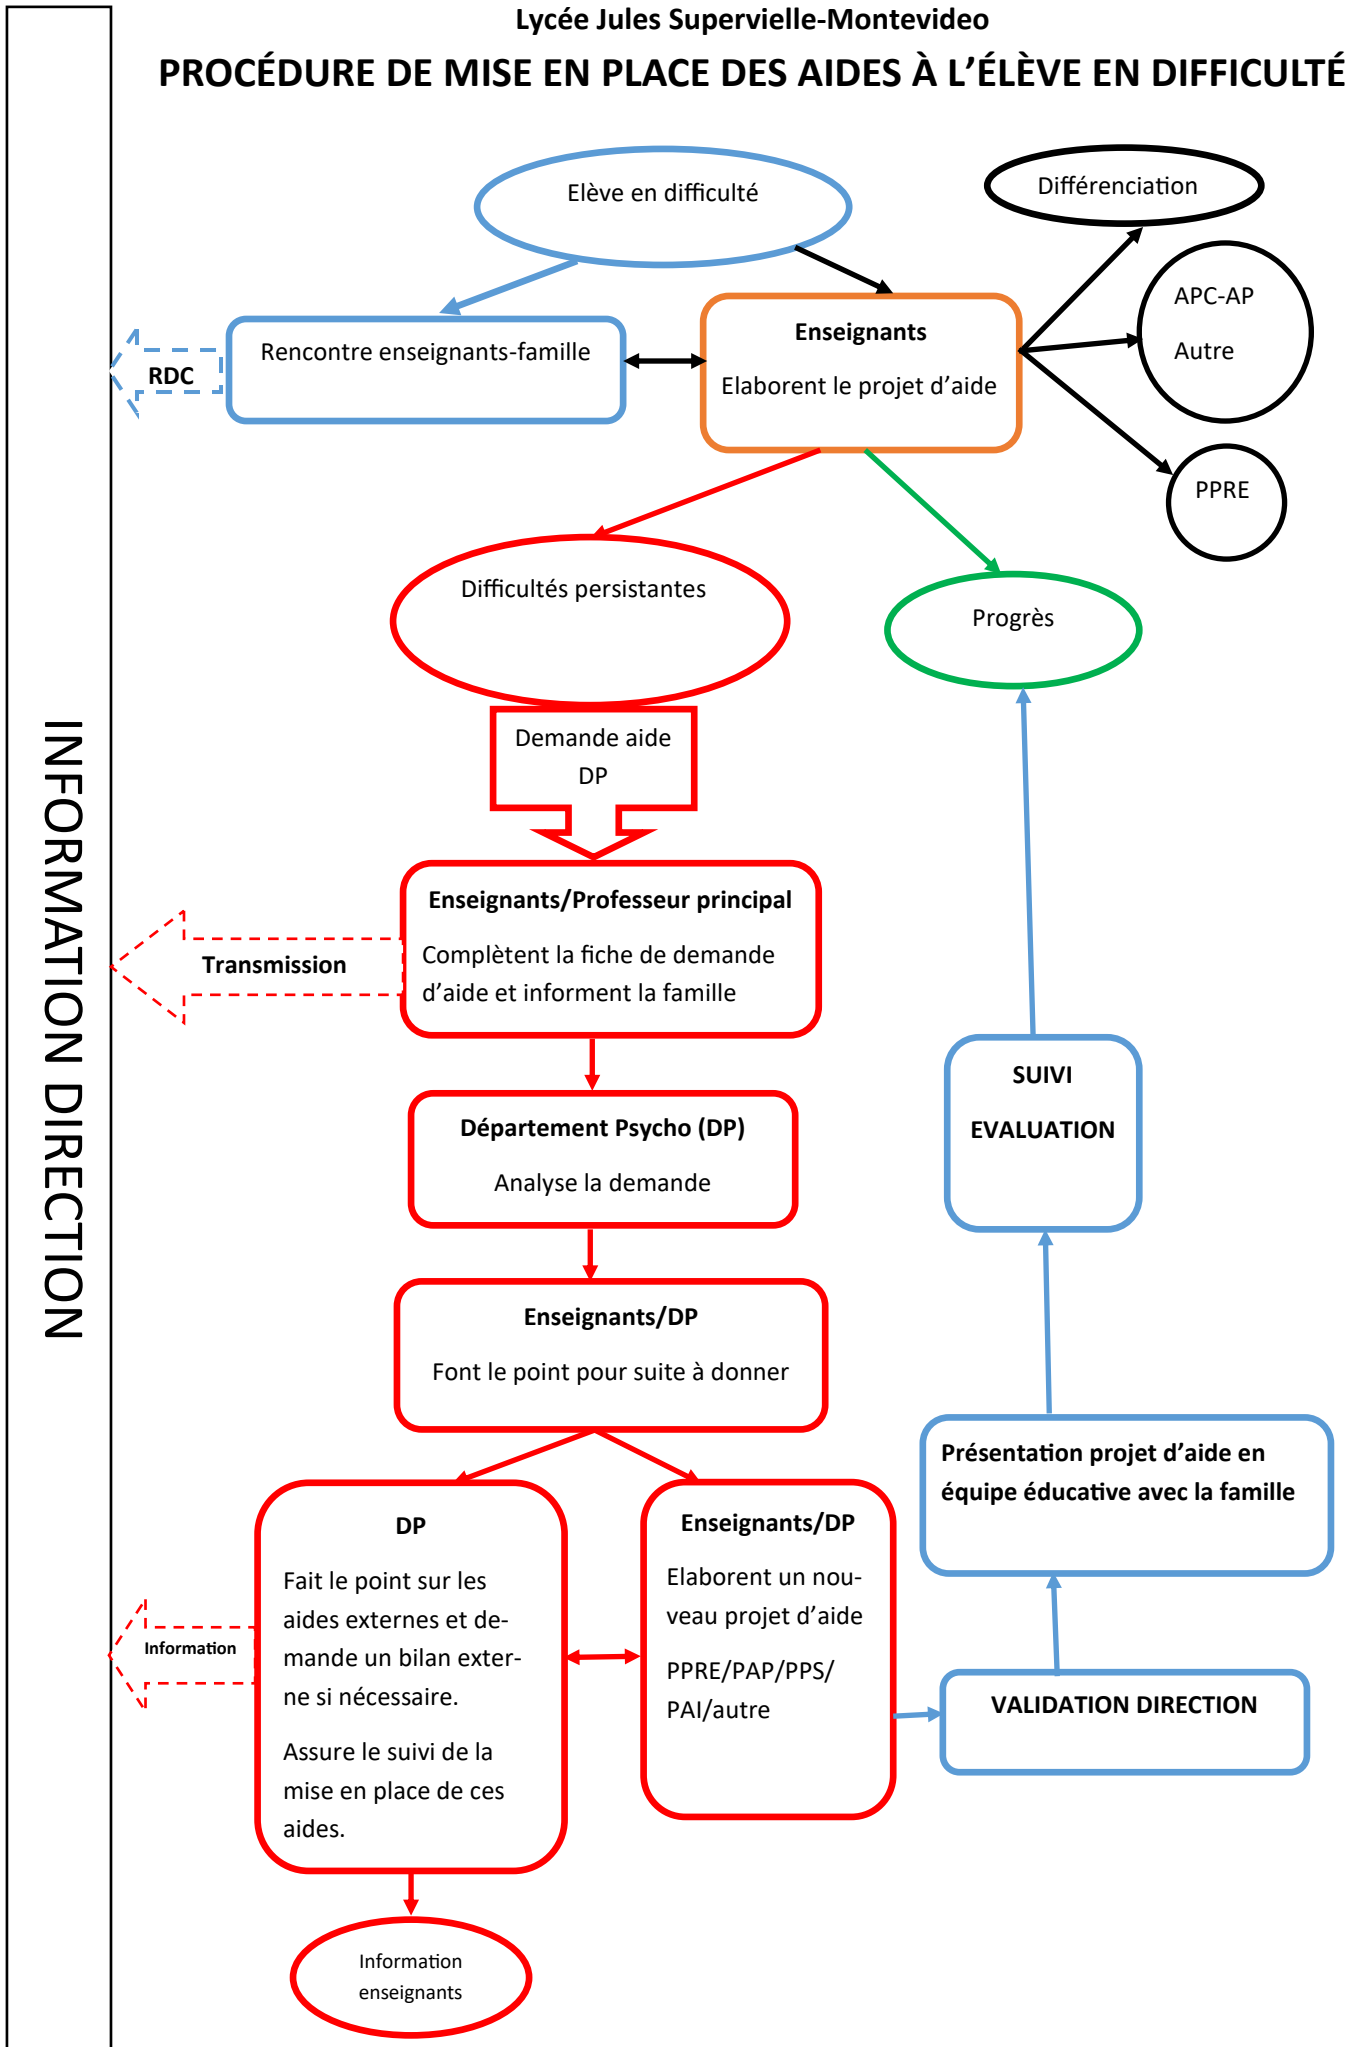 Lycée Jules Supervielle-Montevideo
PROCÉDURE DE MISE EN PLACE DES AIDES À L’ÉLÈVE EN DIFFICULTÉ
Elève en difficulté
Différenciation
APC-AP
Autre
PPRE
Enseignants
Elaborent le projet d’aide
Rencontre enseignants-famille
RDC
Difficultés persistantes
Progrès
Demande aide
DP
INFORMATION DIRECTION
Enseignants/Professeur principal
Complètent la fiche de demande
d’aide et informent la famille
Transmission
Département Psycho (DP)
Analyse la demande
SUIVI
EVALUATION
Enseignants/DP
Font le point pour suite à donner
Présentation projet d’aide en
équipe éducative avec la famille
DP
Fait le point sur les
aides externes et de-
mande un bilan exter-
ne si nécessaire.
Assure le suivi de la
mise en place de ces
aides.
Information
Enseignants/DP
Elaborent un nou-
veau projet d’aide
PPRE/PAP/PPS/
PAI/autre
VALIDATION DIRECTION
Information
enseignants